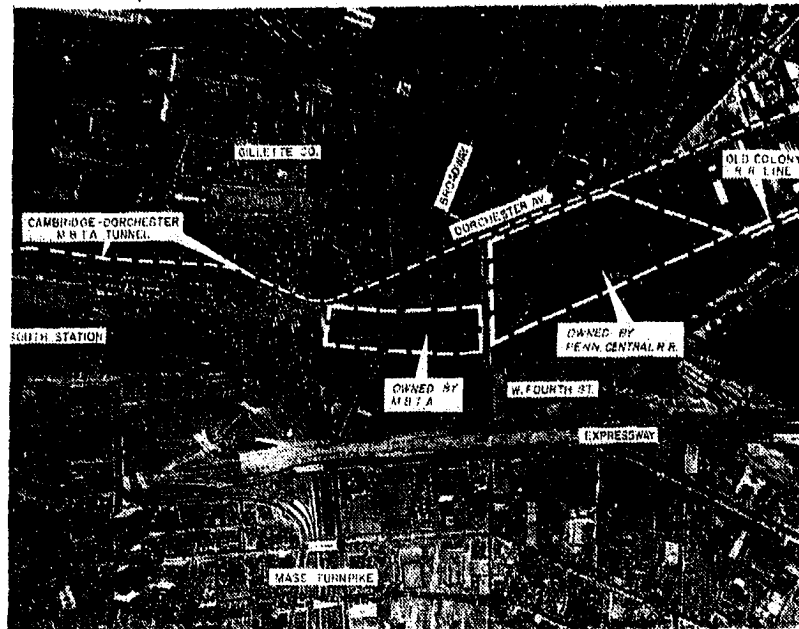 GILLETTE CO.
BROADWAY
OLD COLONY
R.R. LINE
DORCHESTER AV.
CAMBRIDGE-DORCHESTER
M.B.T.A. TUNNEL
SOUTH STATION
OWNED BY
PENN. CENTRAL R.R.
OWNED BY
M.B.T.A.
W. FOURTH ST.
EXPRESSWAY
MASS TURNPIKE